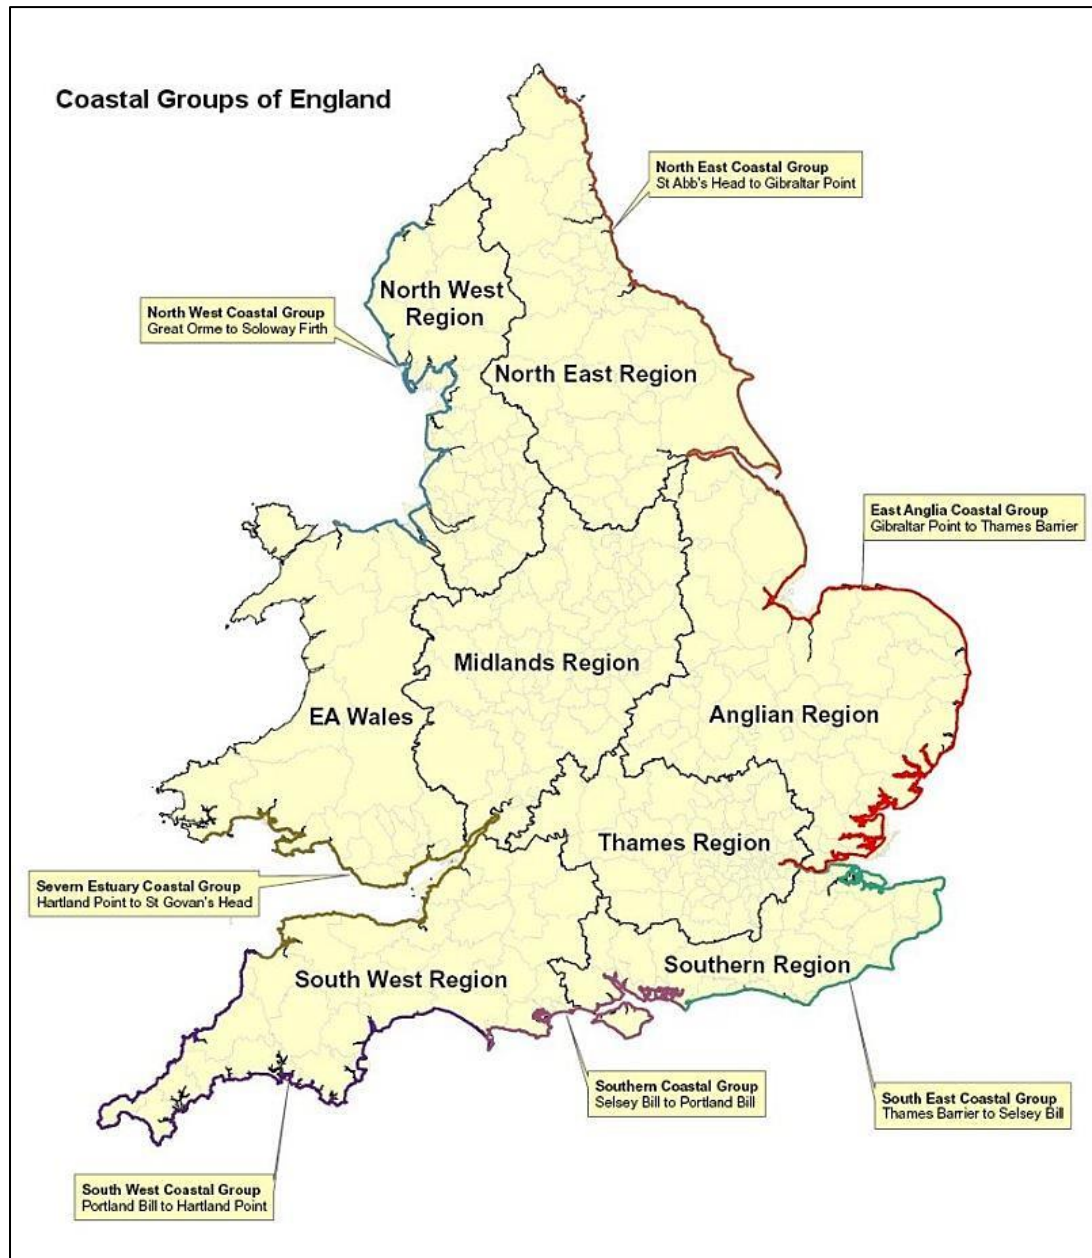 Coastal Groups of England
North East Coastal Group
St Abb's Head to Gibraltar Point
North West
Region
North West Coastal Group
Great Orme to Soloway Firth
North East Region
East Anglia Coastal Group
Gibraltar Point to Thames Barrier
Midlands Region
EA Wales
Anglian Region
Thames Region
Severn Estuary Coastal Group
Hartland Point to St Govan's Head
South West Region
Southern Region
Southern Coastal Group
Selsey Bill to Portland Bill
South East Coastal Group
Thames Barrier to Selsey Bill
South West Coastal Group
Portland Bill to Hartland Point